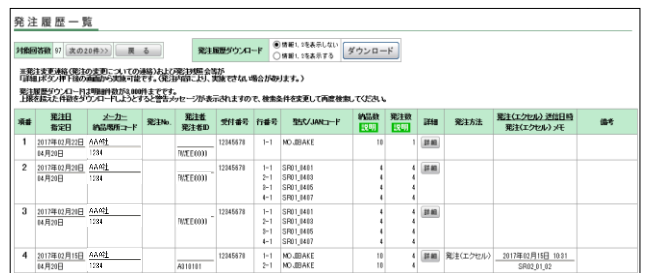 発注履歴一覧
対象回答数 97 次の20件>> 戻る 発注履歴ダウンロード ◉情報1、3を表示しない ダウンロード
○情報1、3を表示する
※発注変更連絡(発注の変更についての連絡)および発注状況照会等が
「詳細」ボタン押下後の画面から実施可能です。(発注内容により、実施できない場合があります。)
発注履歴ダウンロードは明細件数が3,000件までです。
上限を超えた件数をダウンロードしようとすると警告メッセージが表示されますので、検索条件を変更して再度検索してください。
項番 発注日 メーカー 発注No. 発注者 受付番号 行番号 型式/JANコード 納品数 発注数 詳細 発注方法 発注(エクセル)送信日時 備考
指定日 納品場所コード 発注者ID 説明 説明 発注(エクセル)メモ
1 2017年02月22日 AAA社 12345678 1-1 MOJIBAKE 10 1 詳細
04月20日 1234
2 2017年02月20日 AAA社 12345678 1-1 SR01_0401 4 4 詳細
04月20日 1234 2-1 SR01_0403 4 4
3-1 SR01_0405 4 4
4-1 SR01_0407 4 4
3 2017年02月20日 AAA社 12345678 1-1 SR01_0401 4 4 詳細
04月20日 1234 2-1 SR01_0403 4 4
3-1 SR01_0405 4 4
4-1 SR01_0407 4 4
4 2017年02月15日 AAA社 12345678 1-1 MOJIBAKE 10 4 詳細 発注(エクセル) 2017年02月15日 10:31
04月20日 1234 A310181 2-1 MOJIBAKE 10 4 SR02_01_02